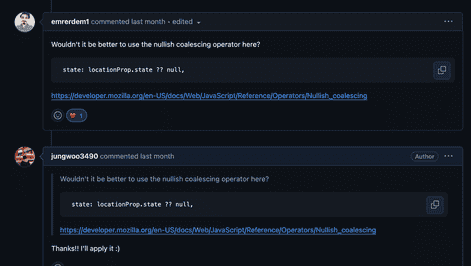 emrerdem1 commented last month • edited
Wouldn't it be better to use the nullish coalescing operator here?
state: locationProp.state ?? null,
https://developer.mozilla.org/en-US/docs/Web/JavaScript/Reference/Operators/Nullish_coalescing
1
jungwoo3490 commented last month
Author
Wouldn't it be better to use the nullish coalescing operator here?
state: locationProp.state ?? null,
https://developer.mozilla.org/en-US/docs/Web/JavaScript/Reference/Operators/Nullish_coalescing
Thanks!! I'll apply it :)